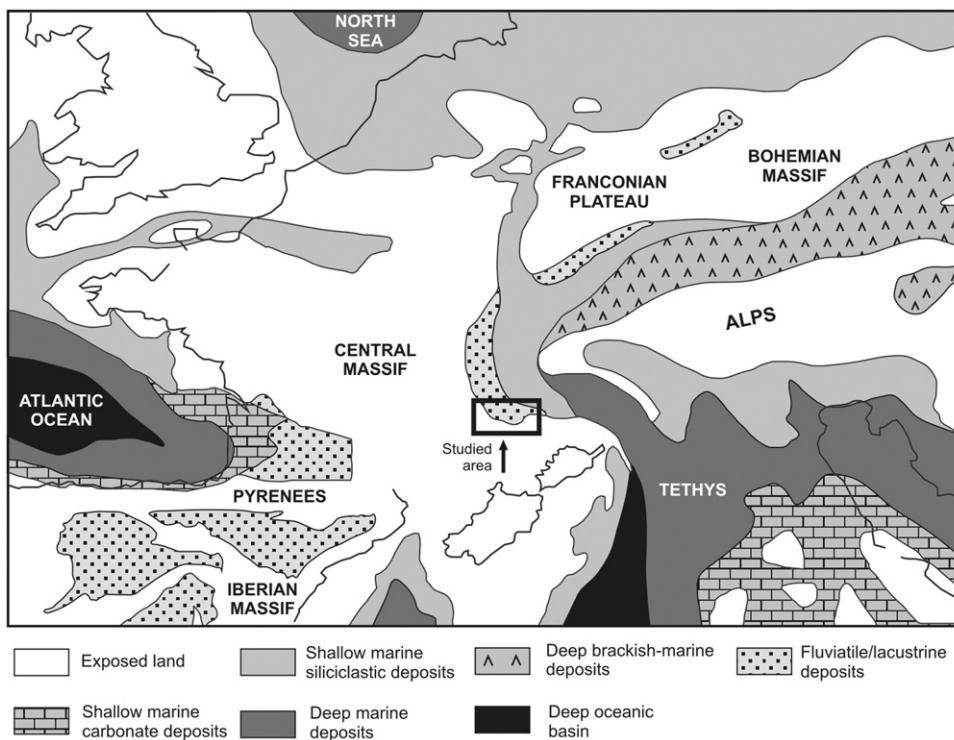 NORTH
SEA
BOHEMIAN
MASSIF
FRANCONIAN
PLATEAU
ALPS
CENTRAL
MASSIF
ATLANTIC
OCEAN
Studied
area
TETHYS
PYRENEES
IBERIAN
MASSIF
Exposed land
Shallow marine
siliciclastic deposits
Deep brackish-marine
deposits
Fluviatile/lacustrine
deposits
Shallow marine
carbonate deposits
Deep marine
deposits
Deep oceanic
basin